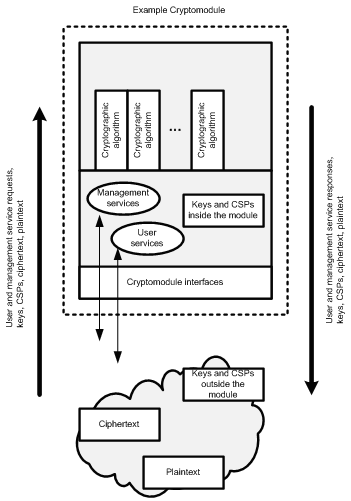 Example Cryptomodule
Cryptographic
algorithm
Cryptographic
algorithm
...
Cryptographic
algorithm
Management
services
Keys and CSPs
inside the module
User
services
Cryptomodule interfaces
User and management service requests,
keys, CSPs, ciphertext, plaintext
User and management service responses,
keys, CSPs, ciphertext, plaintext
Keys and CSPs
outside the
module
Ciphertext
Plaintext